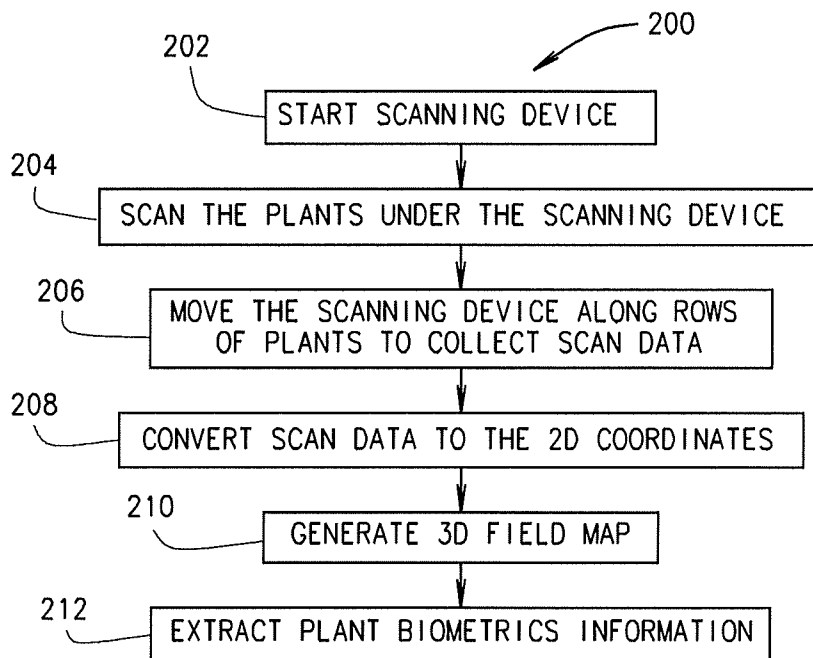 200
202
START SCANNING DEVICE
204
SCAN THE PLANTS UNDER THE SCANNING DEVICE
206
MOVE THE SCANNING DEVICE ALONG ROWS
OF PLANTS TO COLLECT SCAN DATA
208
CONVERT SCAN DATA TO THE 2D COORDINATES
210
GENERATE 3D FIELD MAP
212
EXTRACT PLANT BIOMETRICS INFORMATION